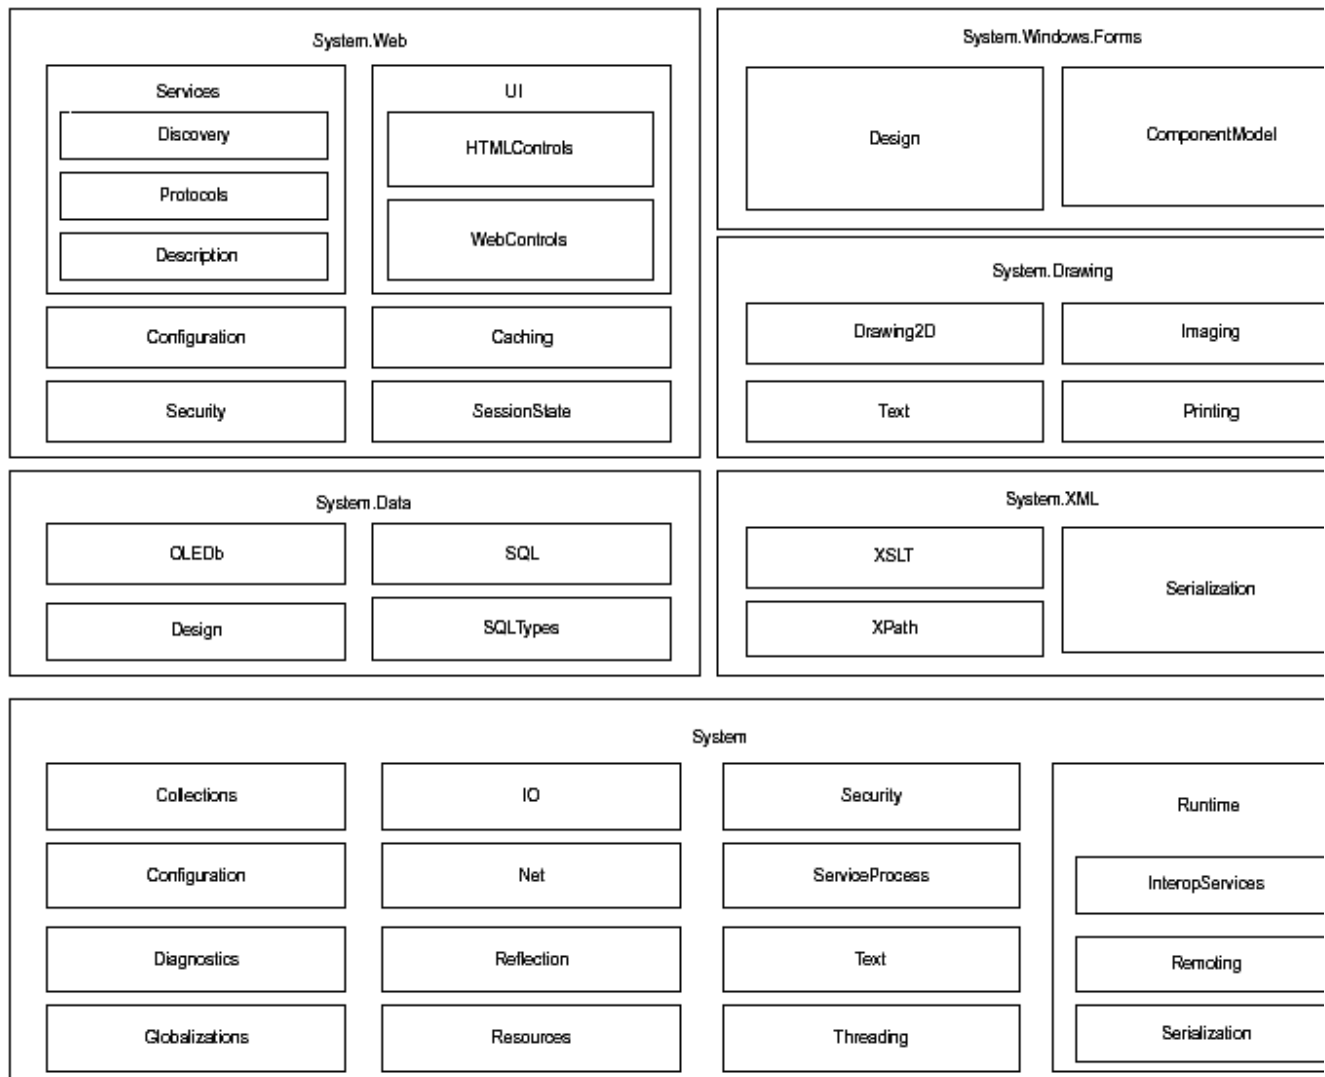 System.Web
Services
Discovery
Protocols
Description
UI
HTMLControls
WebControls
Configuration
Caching
Security
SessionState
System.Windows.Forms
Design
ComponentModel
System.Drawing
Drawing2D
Imaging
Text
Printing
System.Data
OLEDb
SQL
Design
SQLTypes
System.XML
XSLT
XPath
Serialization
System
Collections
IO
Security
Configuration
Net
ServiceProcess
Diagnostics
Reflection
Text
Globalizations
Resources
Threading
Runtime
InteropServices
Remoting
Serialization